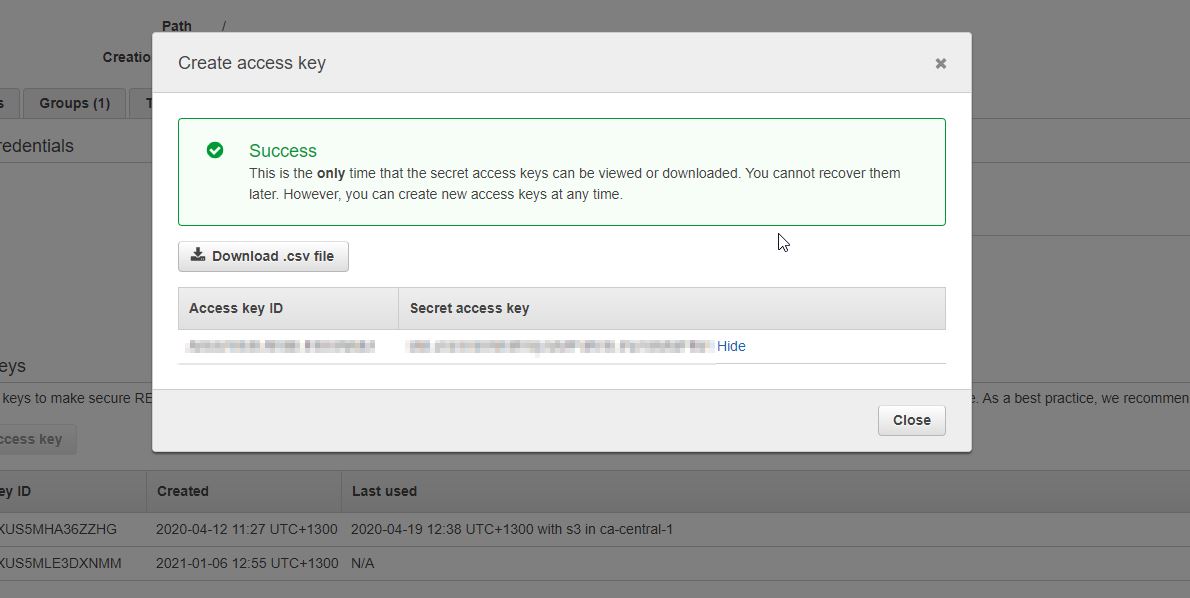 Path /
Creatio
Create access key
s Groups (1) T
redentials
Success
This is the only time that the secret access keys can be viewed or downloaded. You cannot recover them
later. However, you can create new access keys at any time.
Download .csv file
Access key ID Secret access key
Hide
eys
keys to make secure RE e. As a best practice, we recommen
Close
ccess key
ey ID Created Last used
XUS5MHA36ZZHG 2020-04-12 11:27 UTC+1300 2020-04-19 12:38 UTC+1300 with s3 in ca-central-1
XUS5MLE3DXNMM 2021-01-06 12:55 UTC+1300 N/A